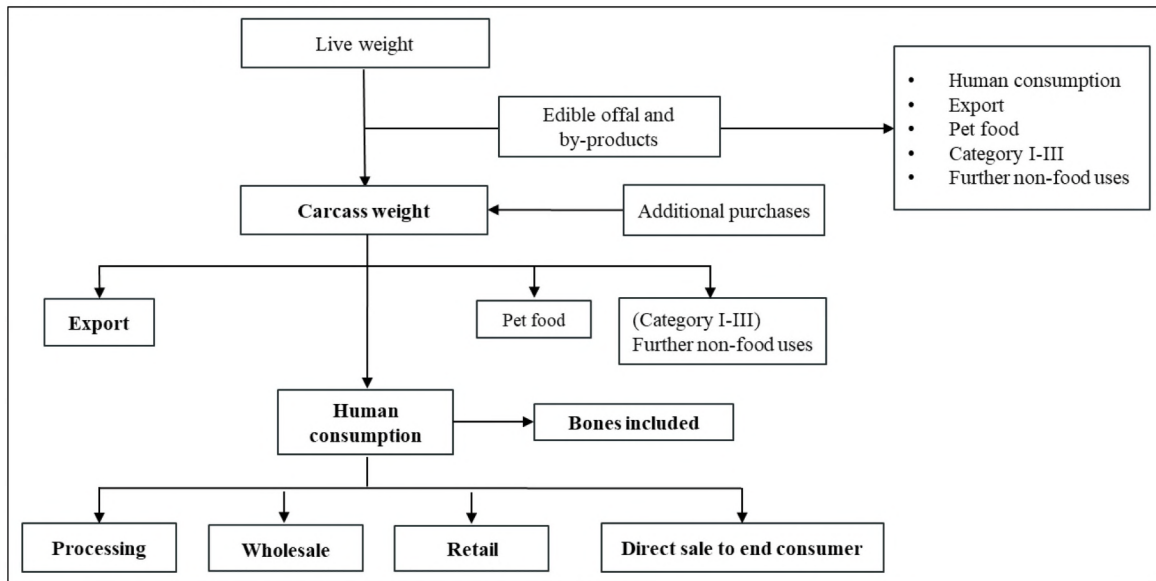 Live weight
Edible offal and
by-products
• Human consumption
• Export
• Pet food
• Category I-III
• Further non-food uses
Carcass weight
Additional purchases
Export
Pet food
(Category I-III)
Further non-food uses
Human
consumption
Bones included
Processing
Wholesale
Retail
Direct sale to end consumer